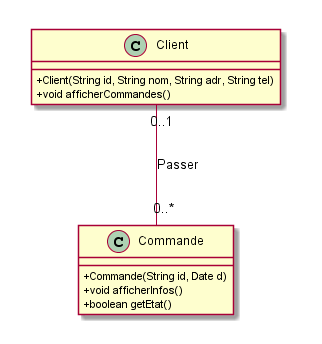 C Client
+Client(String id, String nom, String adr, String tel)
+void afficherCommandes()
0..1
Passer
0..*
C Commande
+Commande(String id, Date d)
+void afficherInfos()
+boolean getEtat()